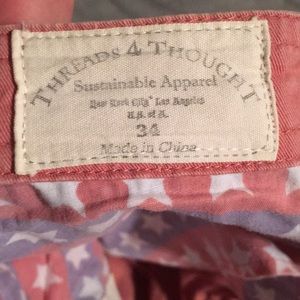 THREADS 4 THOUGHT
Sustainable Apparel
New York City* Los Angeles
U.S. of A.
34
Made in China